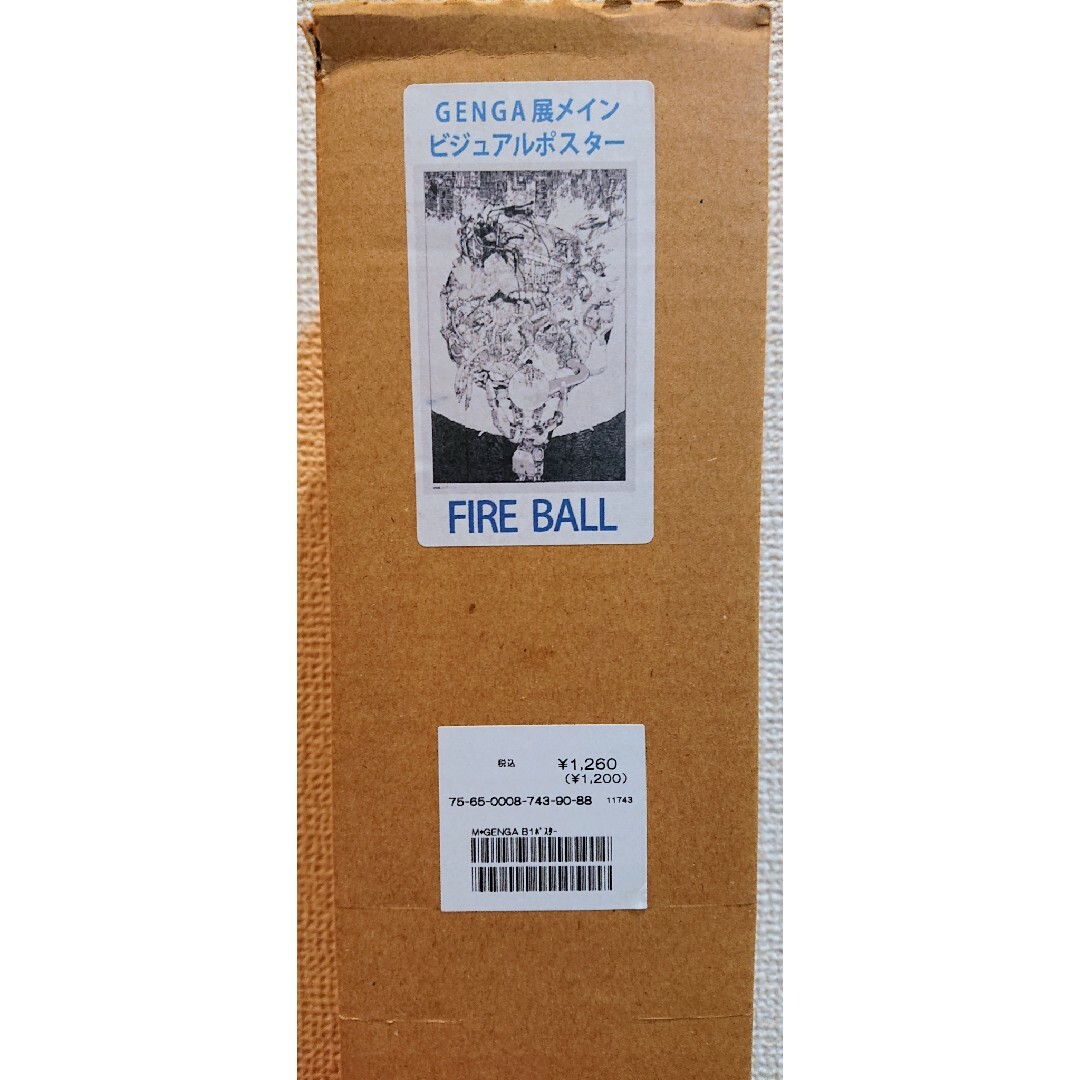 GENGA展メイン
ビジュアルポスター
FIRE BALL
税込 ¥1,260
(¥1,200)
75-65-0008-743-90-88 11743
M*GENGA B1ﾎﾟｽﾀｰ